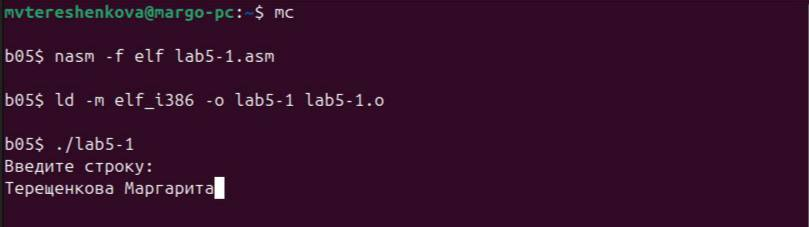 mvtereshenkova@margo-pc:~$ mc
b05$ nasm -f elf lab5-1.asm
b05$ ld -m elf_i386 -o lab5-1 lab5-1.o
b05$ ./lab5-1
Введите строку:
Терещенкова Маргарита